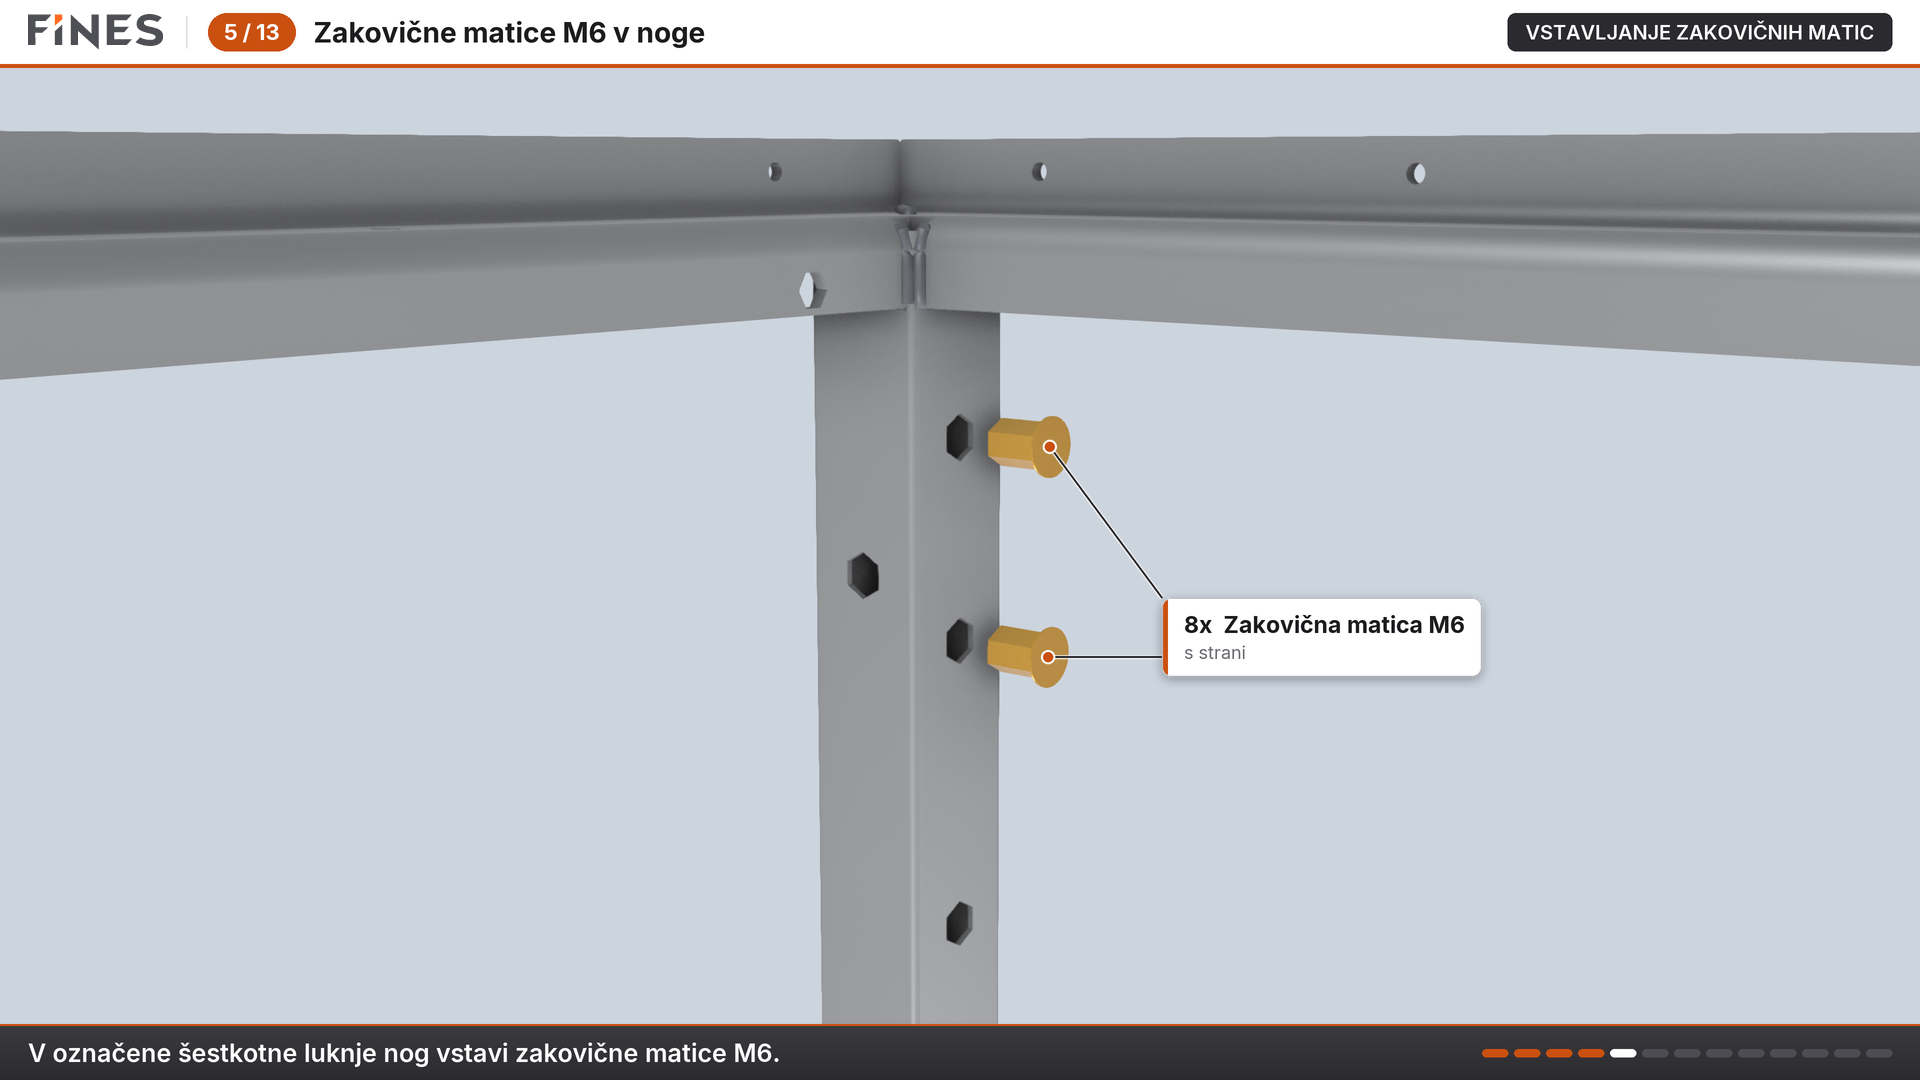 FINES
5 / 13
Zakovične matice M6 v noge
VSTAVLJANJE ZAKOVIČNIH MATIC
8x Zakovična matica M6
s strani
V označene šestkotne luknje nog vstavi zakovične matice M6.